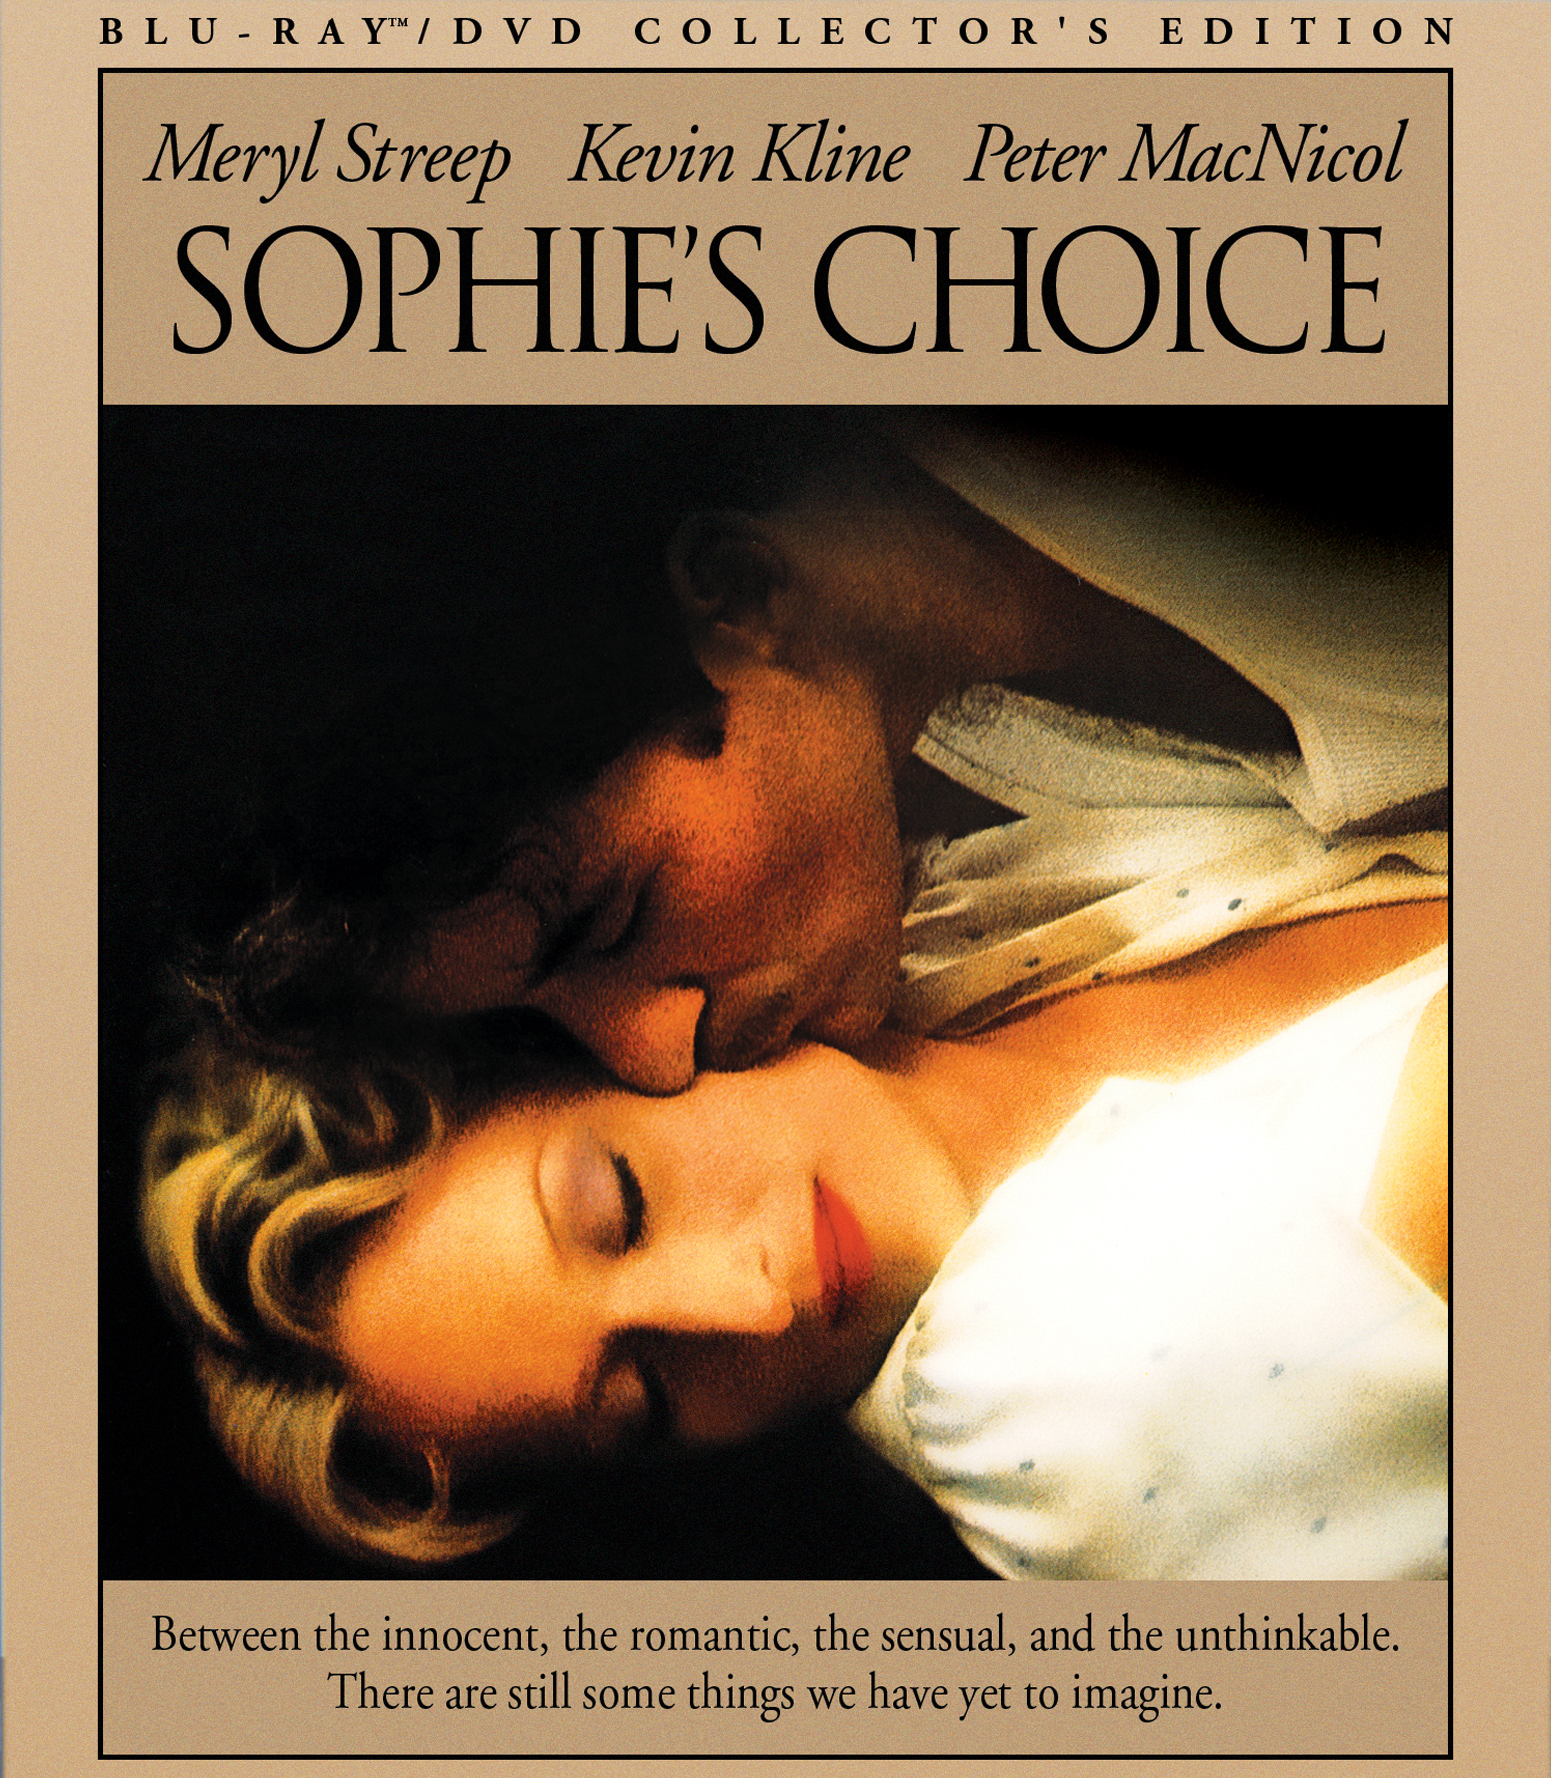 BLU-RAY™/DVD COLLECTOR'S EDITION
Meryl Streep Kevin Kline Peter MacNicol
SOPHIE'S CHOICE
Between the innocent, the romantic, the sensual, and the unthinkable.
There are still some things we have yet to imagine.